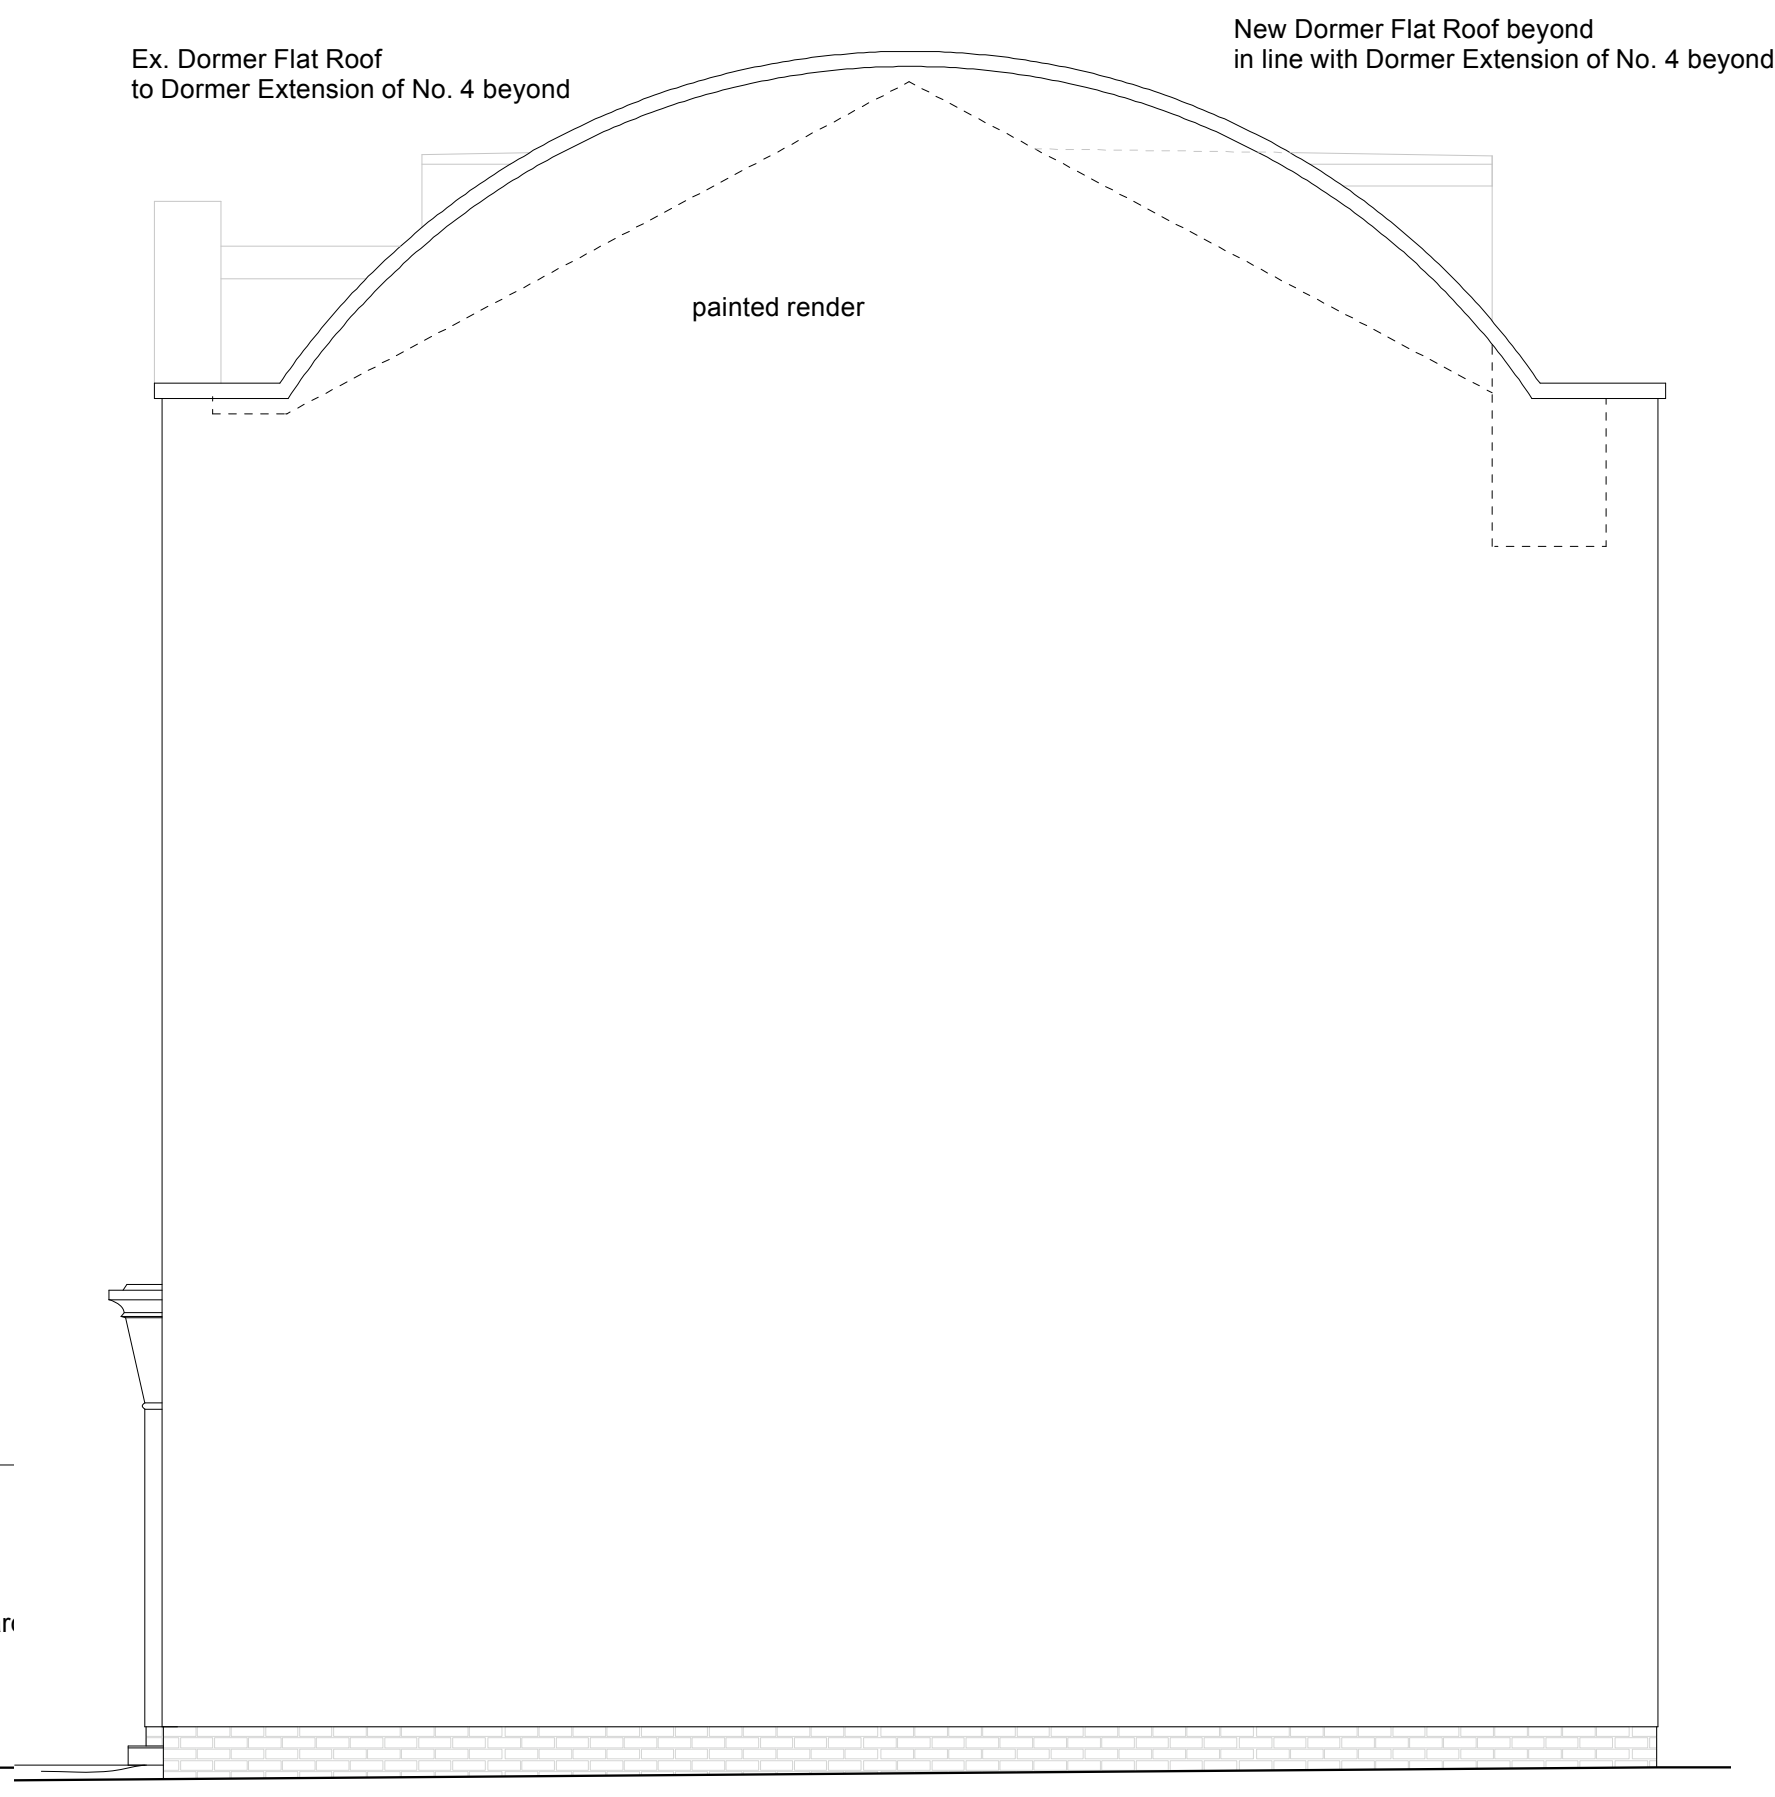 Ex. Dormer Flat Roof
to Dormer Extension of No. 4 beyond
New Dormer Flat Roof beyond
in line with Dormer Extension of No. 4 beyond
painted render